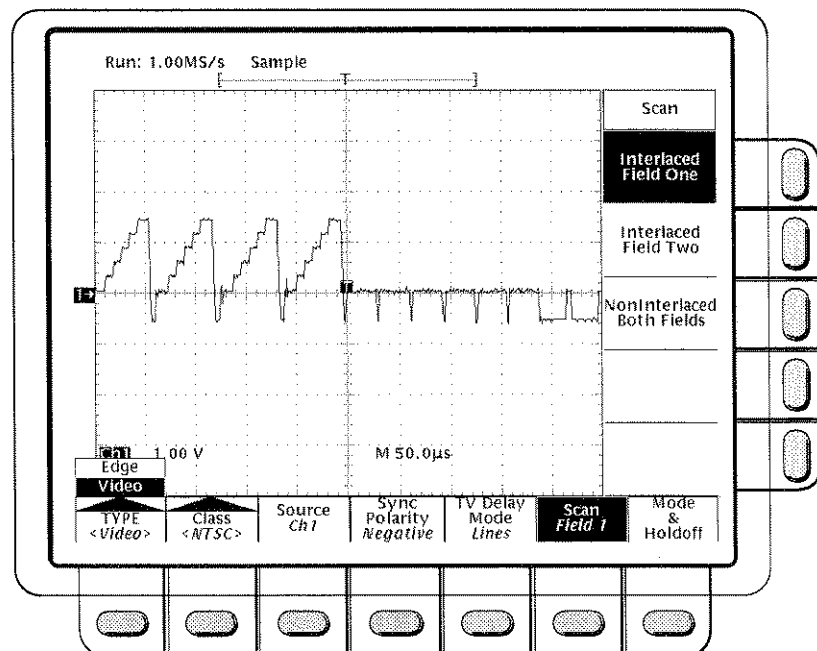 Run: 1.00MS/s Sample
T
Scan
Interlaced
Field One
Interlaced
Field Two
NonInterlaced
Both Fields
T
1
Ch1 1.00 V M 50.0µs
Edge
Video
TYPE
<Video>
Class
<NTSC>
Source
Ch1
Sync
Polarity
Negative
TV Delay
Mode
Lines
Scan
Field 1
Mode
&
Holdoff